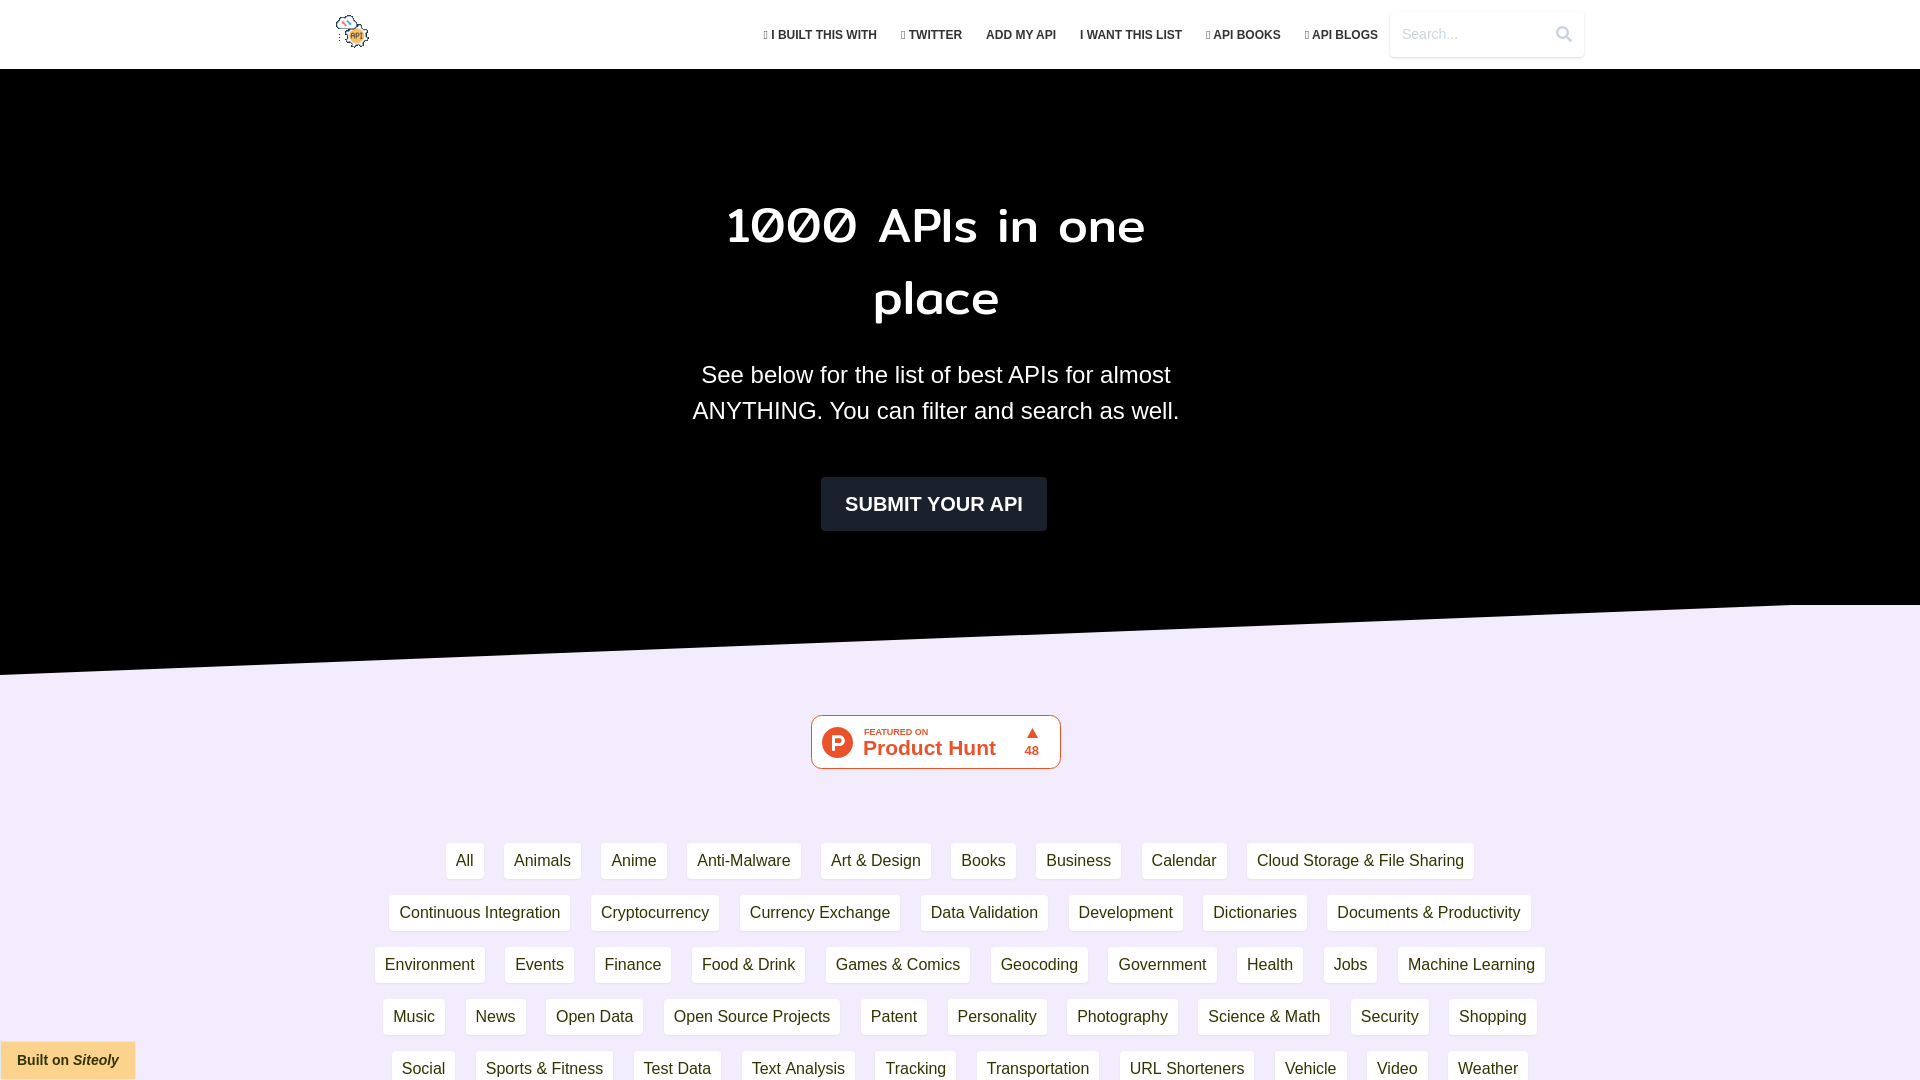 API
I BUILT THIS WITH TWITTER ADD MY API I WANT THIS LIST API BOOKS API BLOGS Search...
1000 APIs in one
place
See below for the list of best APIs for almost
ANYTHING. You can filter and search as well.
SUBMIT YOUR API
FEATURED ON
Product Hunt
48
All Animals Anime Anti-Malware Art & Design Books Business Calendar Cloud Storage & File Sharing
Continuous Integration Cryptocurrency Currency Exchange Data Validation Development Dictionaries Documents & Productivity
Environment Events Finance Food & Drink Games & Comics Geocoding Government Health Jobs Machine Learning
Music News Open Data Open Source Projects Patent Personality Photography Science & Math Security Shopping
Social Sports & Fitness Test Data Text Analysis Tracking Transportation URL Shorteners Vehicle Video Weather
Built on Siteoly